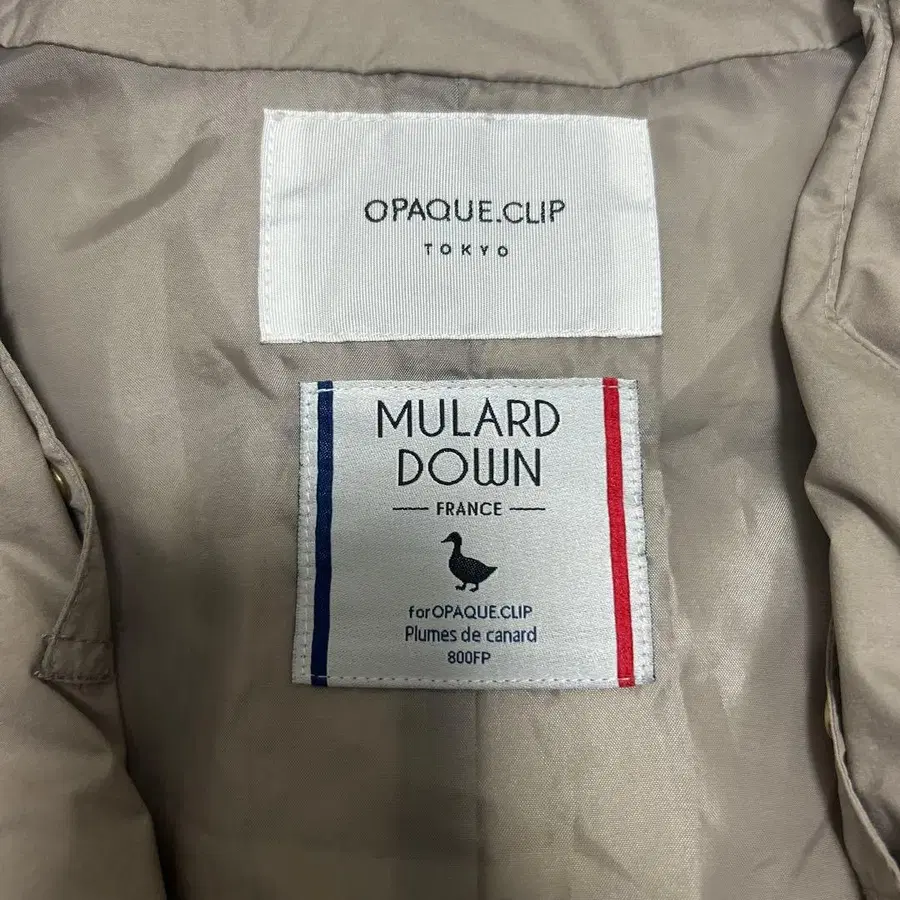 OPAQUE.CLIP
TOKYO
MULARD
DOWN
FRANCE
for OPAQUE.CLIP
Plumes de canard
800FP